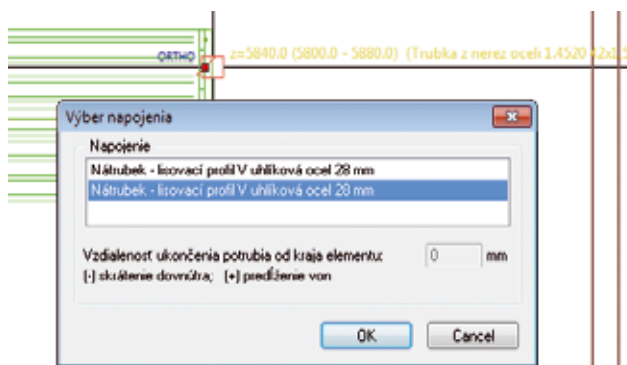 ORTHO
z=5840.0 (5800.0 - 5880.0) (Trubka z nerez oceli 1.4520
Výber napojenia
Napojenie
Nátrubek - lisovací profil V uhlíková ocel 28 mm
Nátrubek - lisovací profil V uhlíková ocel 28 mm
Vzdialenosť ukončenia potrubia od kraja elementu: 0 mm
(-) skrátenie dovnútra; (+) predĺženie von
OK Cancel